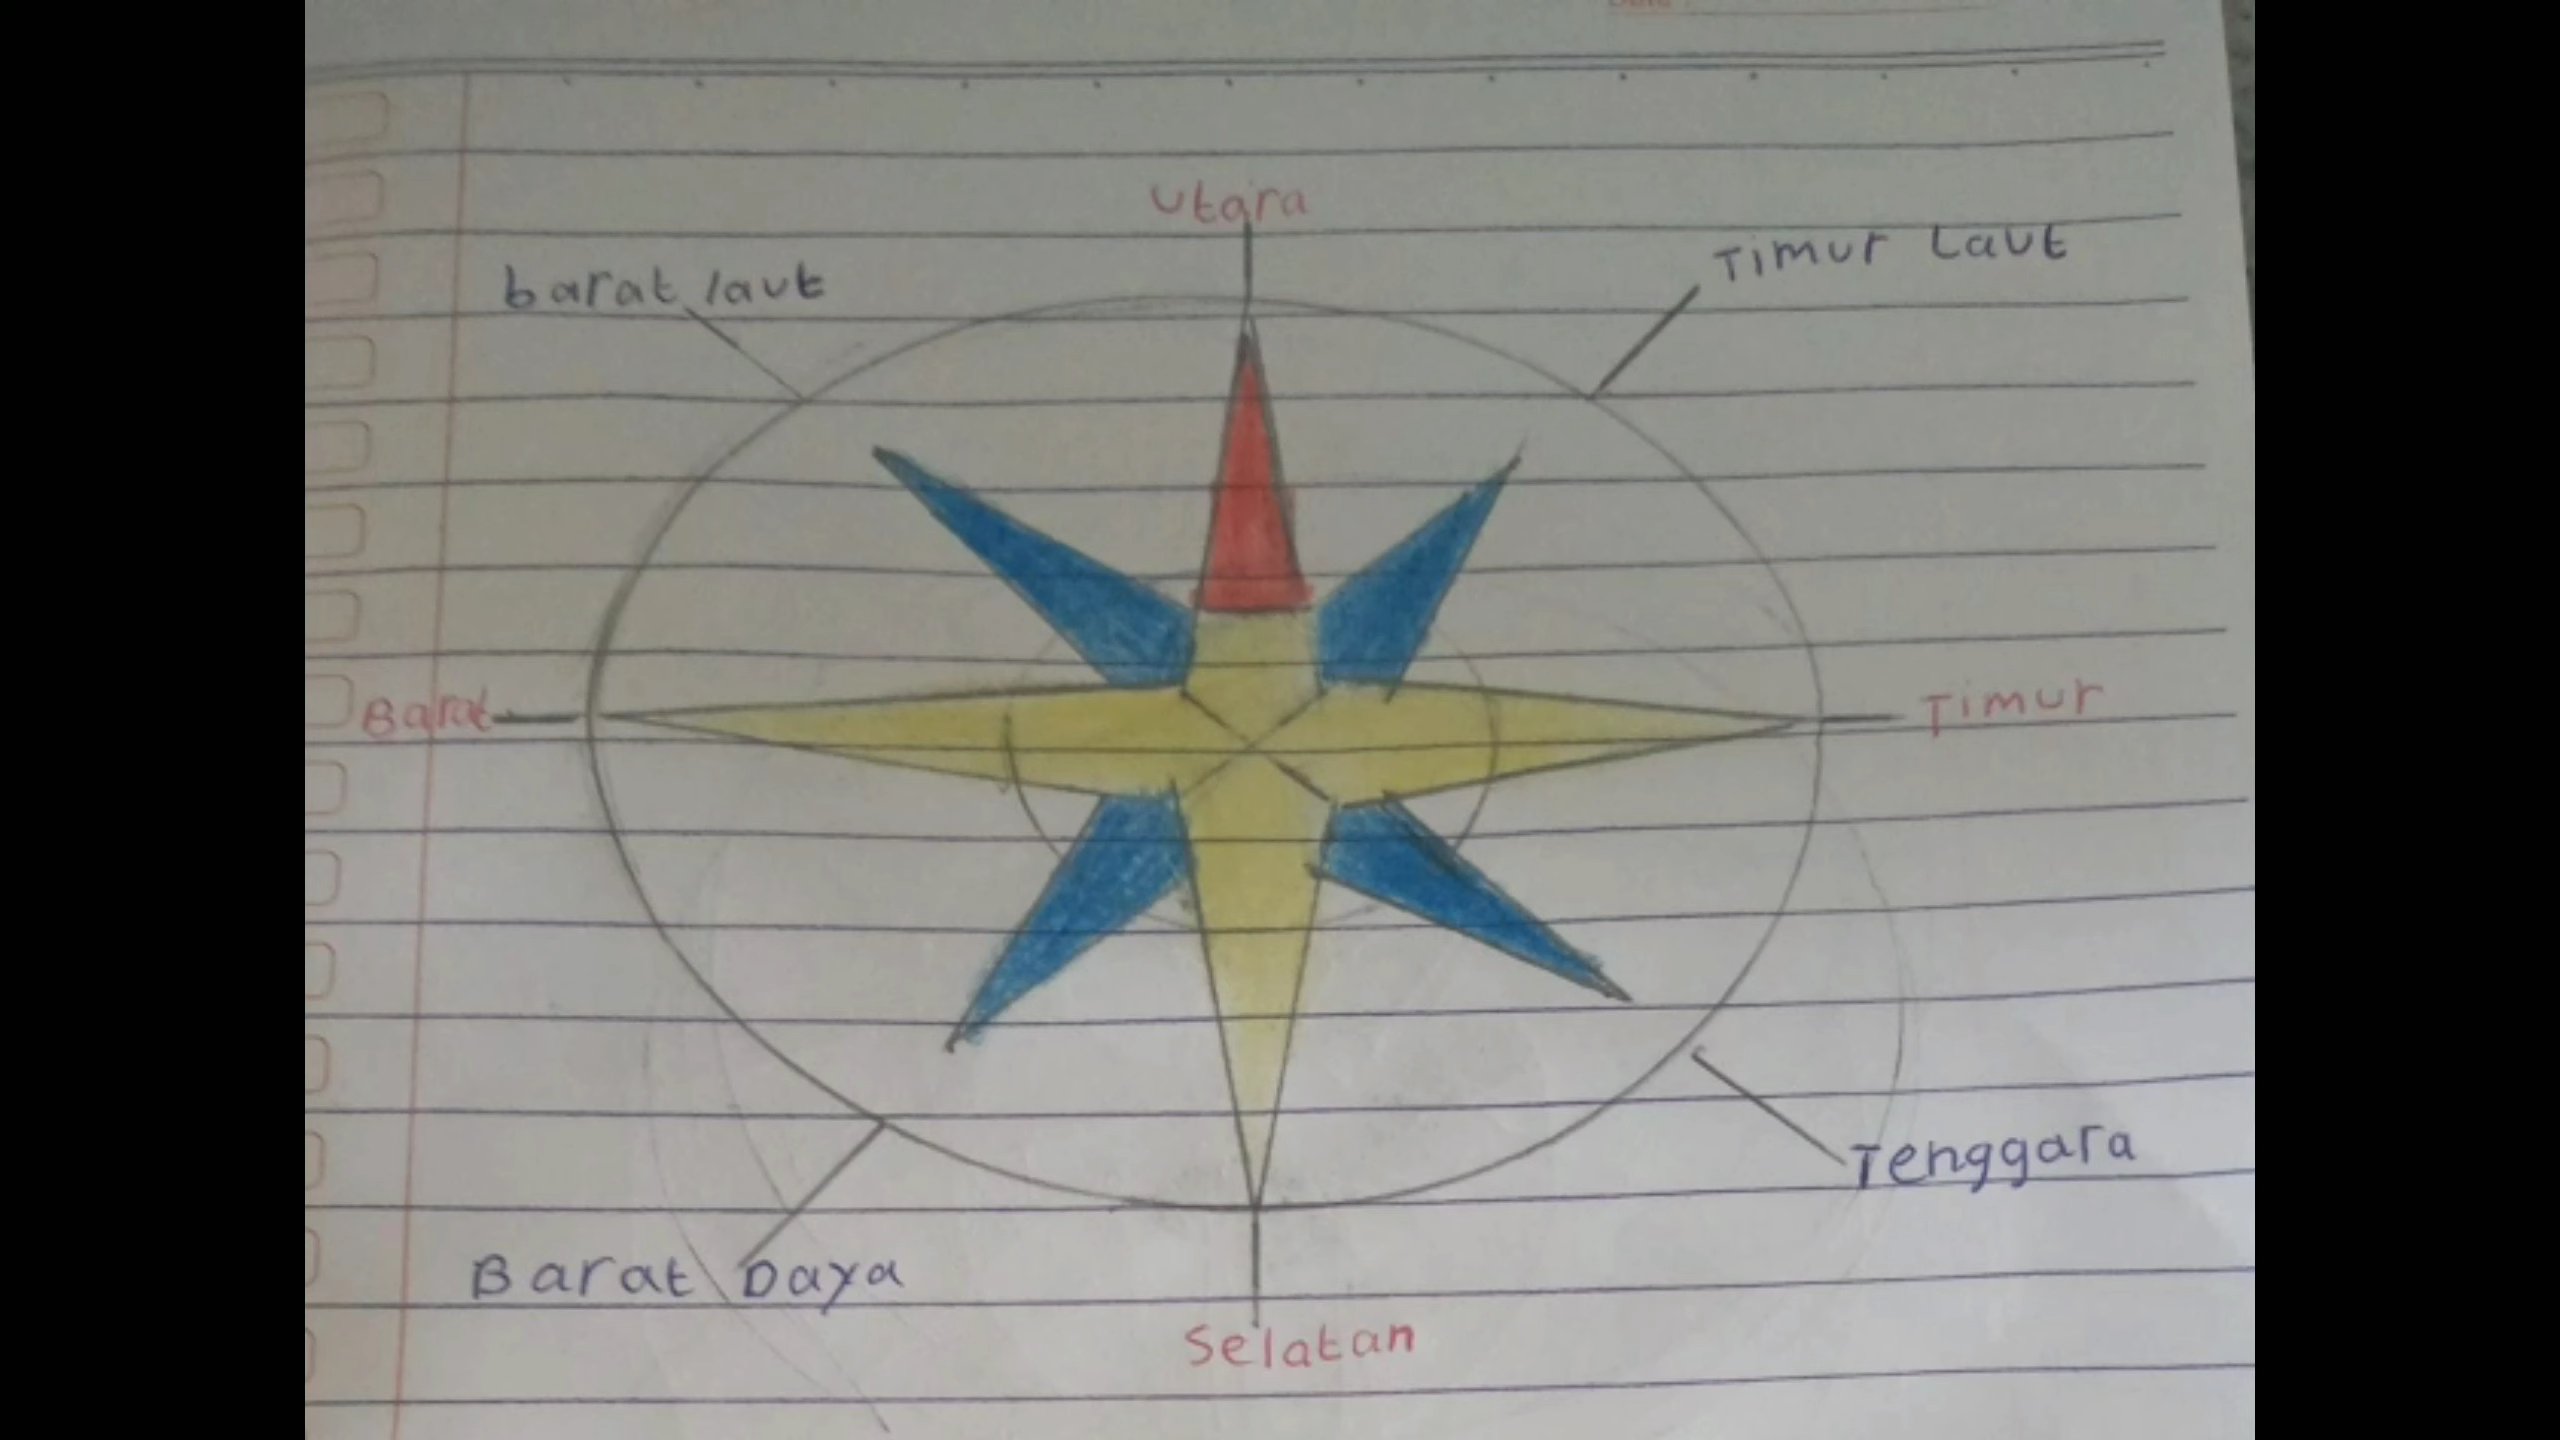 Utara
Timur Laut
barat laut
Barat
Timur
Tenggara
Barat Daya
Selatan